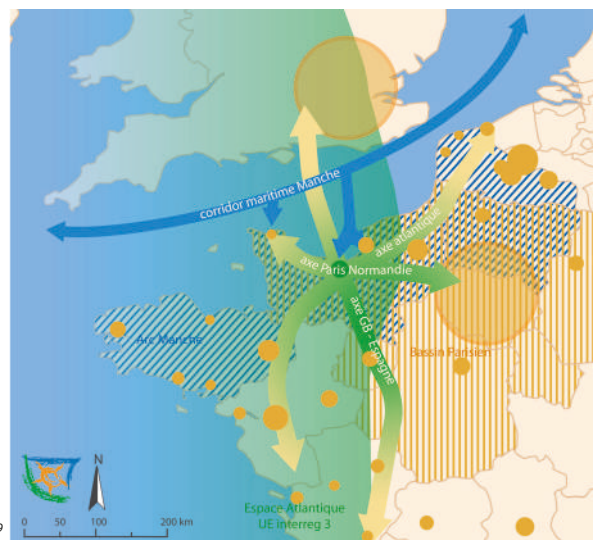 corridor maritime Manche
axe atlantique
axe Paris Normandie
axe GB - Espagne
Arc Manche
Bassin Parisien
Espace Atlantique
UE interreg 3
N
9
0 50 100 200 km